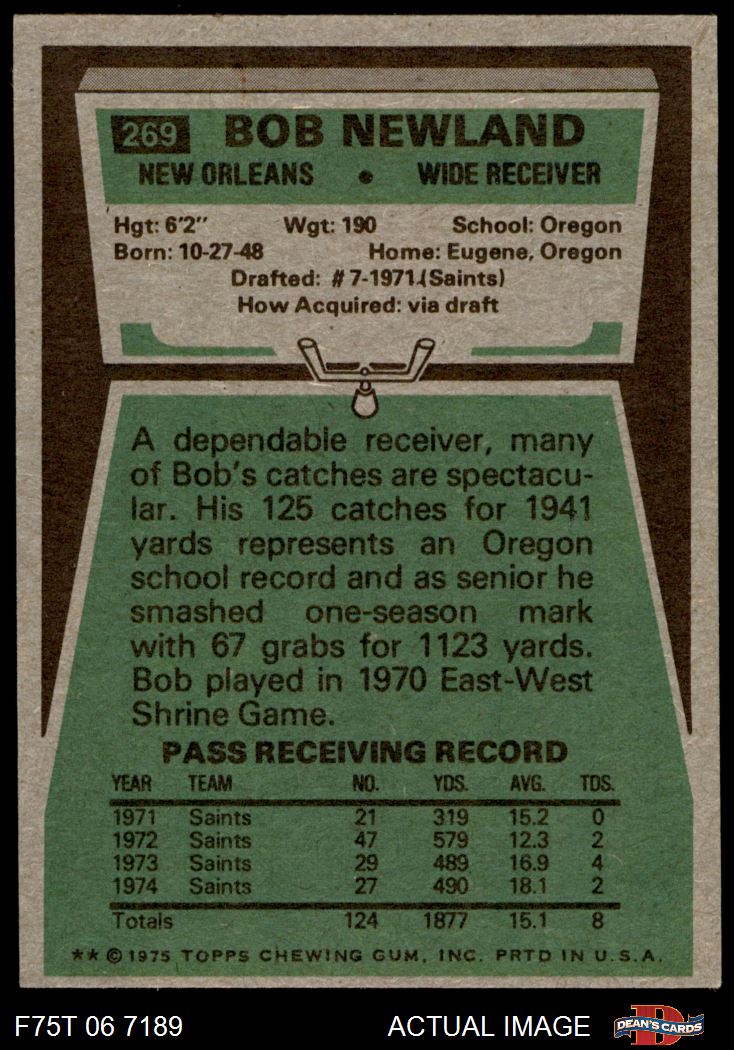 269 BOB NEWLAND
NEW ORLEANS • WIDE RECEIVER
Hgt: 6'2" Wgt: 190 School: Oregon
Born: 10-27-48 Home: Eugene, Oregon
Drafted: #7-1971 (Saints)
How Acquired: via draft
A dependable receiver, many
of Bob's catches are spectacu-
lar. His 125 catches for 1941
yards represents an Oregon
school record and as senior he
smashed one-season mark
with 67 grabs for 1123 yards.
Bob played in 1970 East-West
Shrine Game.
PASS RECEIVING RECORD
YEAR TEAM NO. YDS. AVG. TDS.
1971 Saints 21 319 15.2 0
1972 Saints 47 579 12.3 2
1973 Saints 29 489 16.9 4
1974 Saints 27 490 18.1 2
Totals 124 1877 15.1 8
** © 1975 TOPPS CHEWING GUM, INC. PRTD IN U.S.A.
F75T 06 7189 ACTUAL IMAGE D DEAN'S CARDS